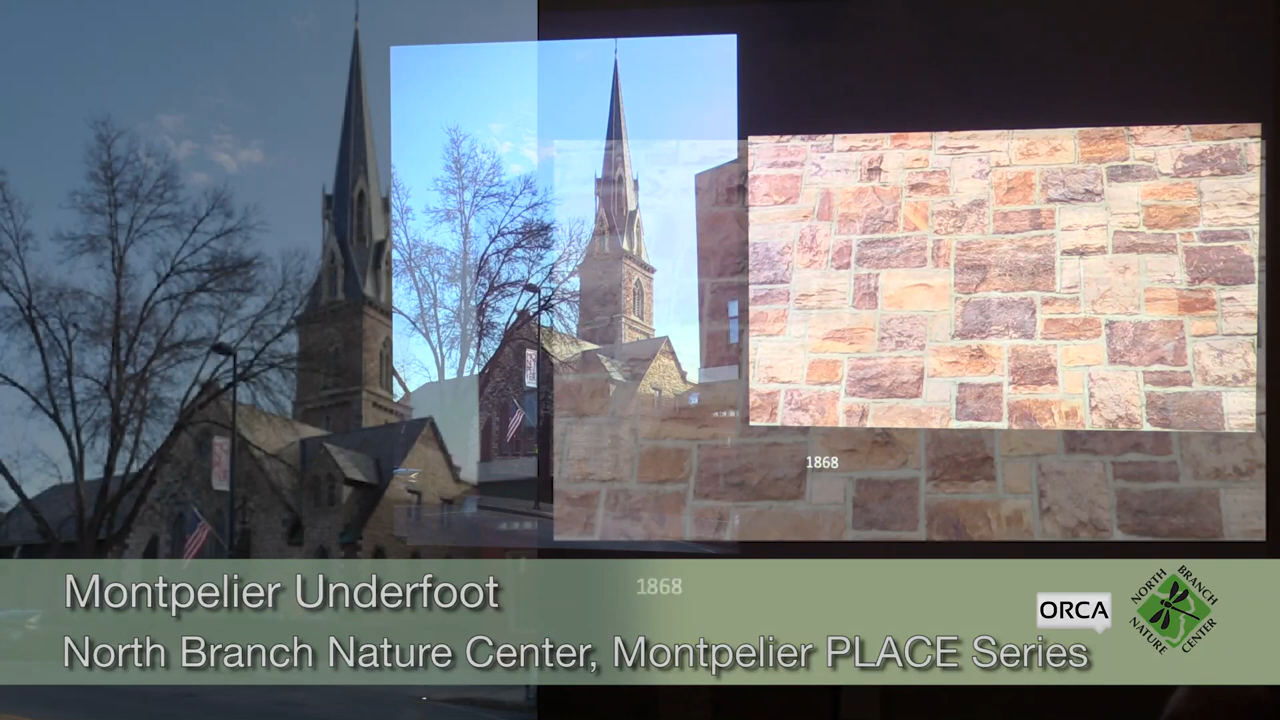 1868
1868
Montpelier Underfoot
North Branch Nature Center, Montpelier PLACE Series
ORCA
NORTH BRANCH NATURE CENTER